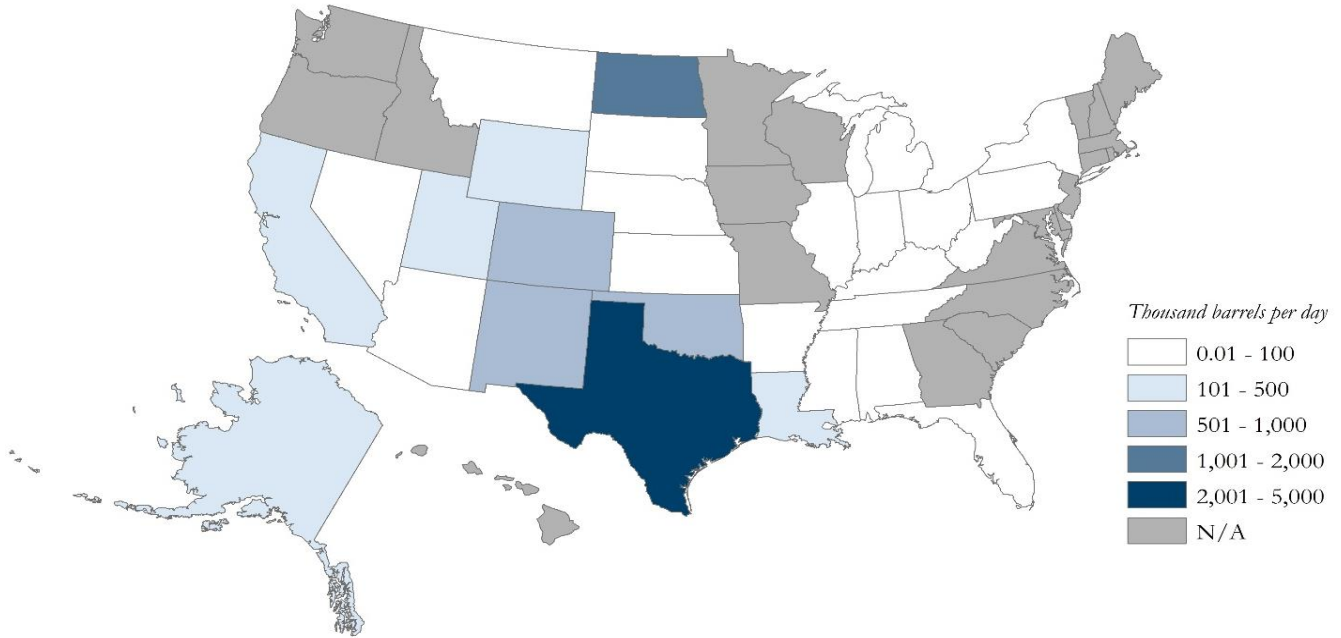 Thousand barrels per day
0.01 - 100
101 - 500
501 - 1,000
1,001 - 2,000
2,001 - 5,000
N/A